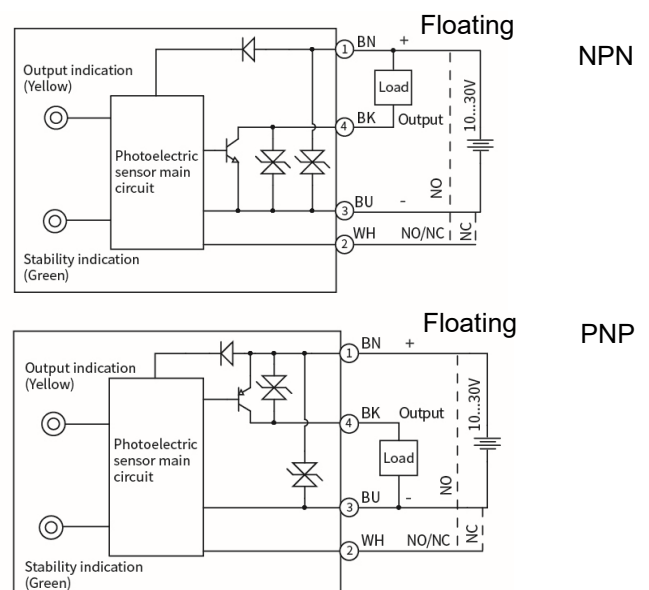 Floating
NPN
Output indication
(Yellow)
1 BN +
Load
10...30V
4 BK Output
Photoelectric
sensor main
circuit
NO
3 BU -
2 WH NO/NC
NC
Stability indication
(Green)
Floating
PNP
Output indication
(Yellow)
1 BN +
10...30V
4 BK Output
Photoelectric
sensor main
circuit
Load
NO
3 BU -
2 WH NO/NC
NC
Stability indication
(Green)